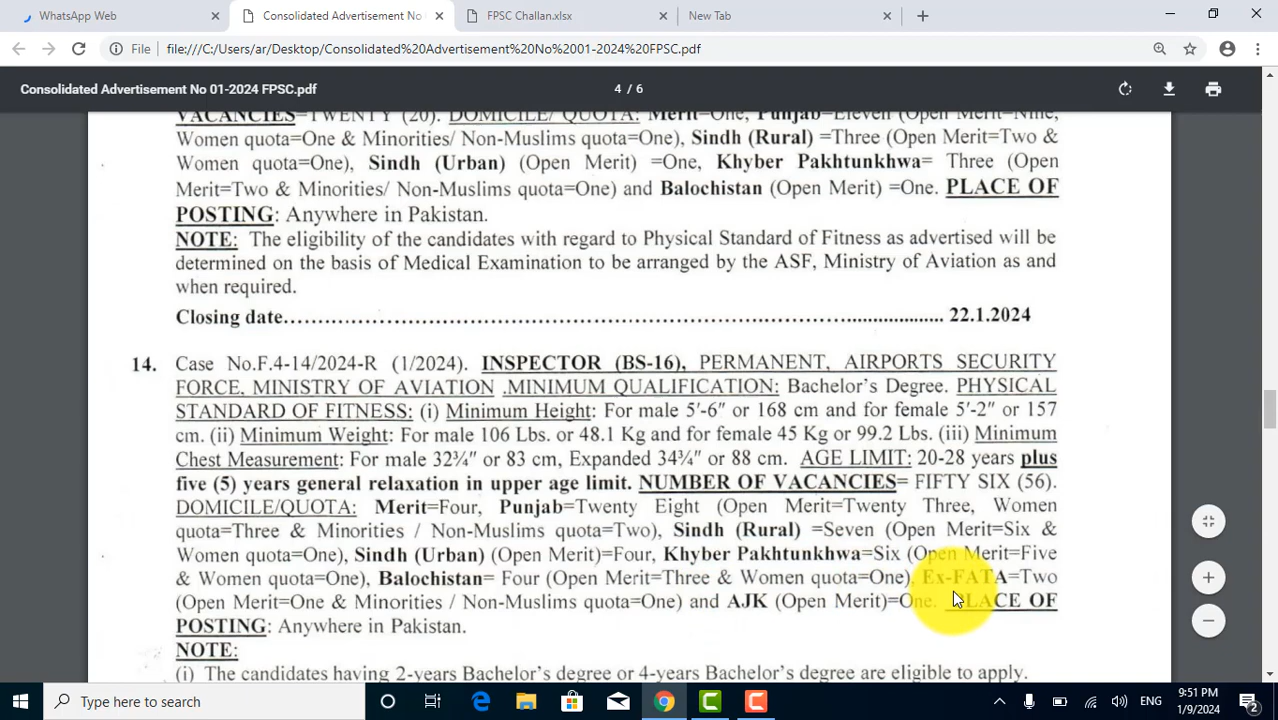 WhatsApp Web
Consolidated Advertisement No
FPSC Challan.xlsx
New Tab
File
file:///C:/Users/ar/Desktop/Consolidated%20Advertisement%20No%2001-2024%20FPSC.pdf
Consolidated Advertisement No 01-2024 FPSC.pdf
4 / 6
VACANCIES=TWENTY (20). DOMICILE/ QUOTA: Merit=One, Punjab=Eleven (Open Merit=Nine,
Women quota=One & Minorities/ Non-Muslims quota=One), Sindh (Rural) =Three (Open Merit=Two &
Women quota=One), Sindh (Urban) (Open Merit) =One, Khyber Pakhtunkhwa= Three (Open
Merit=Two & Minorities/ Non-Muslims quota=One) and Balochistan (Open Merit) =One. PLACE OF
POSTING: Anywhere in Pakistan.
NOTE: The eligibility of the candidates with regard to Physical Standard of Fitness as advertised will be
determined on the basis of Medical Examination to be arranged by the ASF, Ministry of Aviation as and
when required.
Closing date…………………………………………………………………………................... 22.1.2024
14. Case No.F.4-14/2024-R (1/2024). INSPECTOR (BS-16), PERMANENT, AIRPORTS SECURITY
FORCE, MINISTRY OF AVIATION .MINIMUM QUALIFICATION: Bachelor's Degree. PHYSICAL
STANDARD OF FITNESS: (i) Minimum Height: For male 5'-6" or 168 cm and for female 5'-2" or 157
cm. (ii) Minimum Weight: For male 106 Lbs. or 48.1 Kg and for female 45 Kg or 99.2 Lbs. (iii) Minimum
Chest Measurement: For male 32¾" or 83 cm, Expanded 34¾" or 88 cm. AGE LIMIT: 20-28 years plus
five (5) years general relaxation in upper age limit. NUMBER OF VACANCIES= FIFTY SIX (56).
DOMICILE/QUOTA: Merit=Four, Punjab=Twenty Eight (Open Merit=Twenty Three, Women
quota=Three & Minorities / Non-Muslims quota=Two), Sindh (Rural) =Seven (Open Merit=Six &
Women quota=One), Sindh (Urban) (Open Merit)=Four, Khyber Pakhtunkhwa=Six (Open Merit=Five
& Women quota=One), Balochistan= Four (Open Merit=Three & Women quota=One), Ex-FATA=Two
(Open Merit=One & Minorities / Non-Muslims quota=One) and AJK (Open Merit)=One. PLACE OF
POSTING: Anywhere in Pakistan.
NOTE:
(i) The candidates having 2-years Bachelor's degree or 4-years Bachelor's degree are eligible to apply.
Type here to search
ENG
9:51 PM
1/9/2024
2